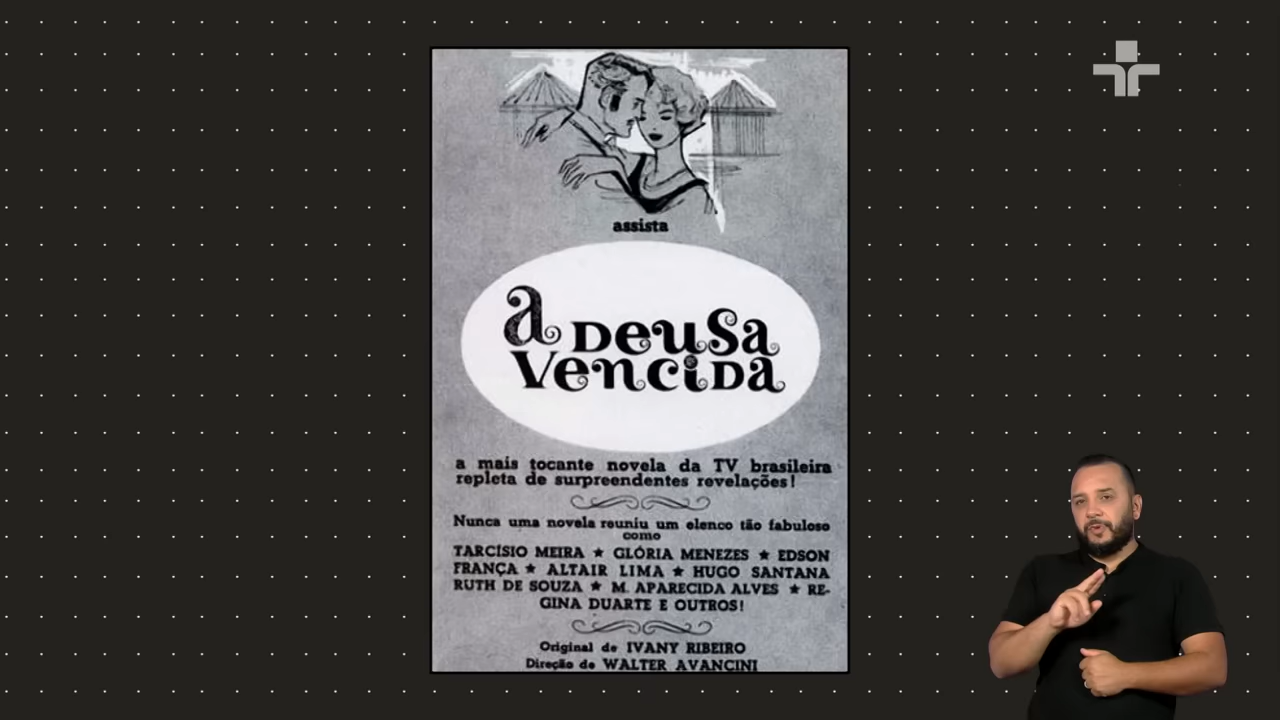 assista
a DEUSA
VENCIDA
a mais tocante novela da TV brasileira
repleta de surpreendentes revelações!
Nunca uma novela reuniu um elenco tão fabuloso
como
TARCÍSIO MEIRA ★ GLÓRIA MENEZES ★ EDSON
FRANÇA ★ ALTAIR LIMA ★ HUGO SANTANA
RUTH DE SOUZA ★ M. APARECIDA ALVES ★ RE-
GINA DUARTE E OUTROS!
Original de IVANY RIBEIRO
Direção de WALTER AVANCINI